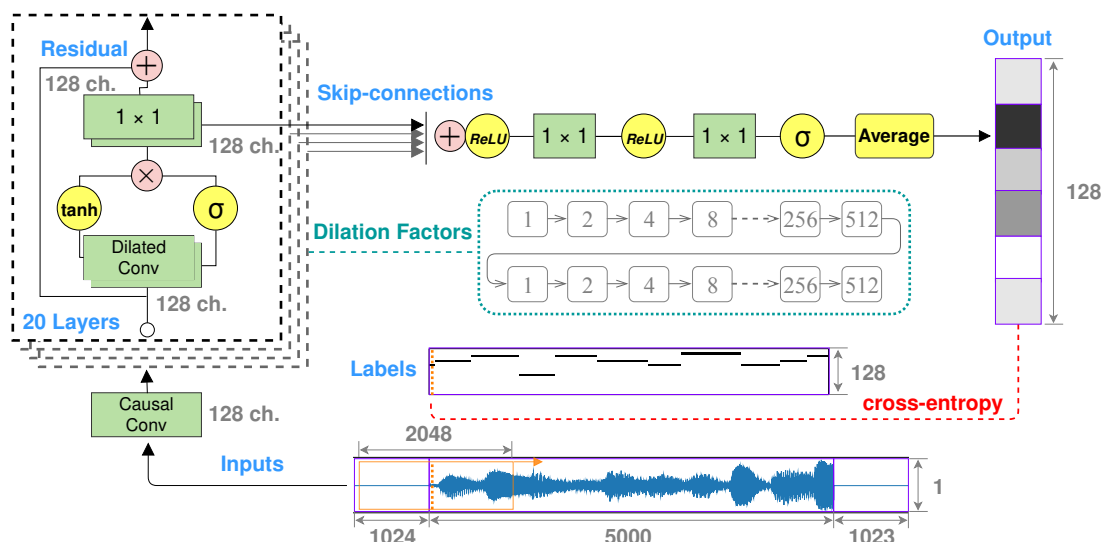 Residual
+
128 ch.
1 × 1
128 ch.
×
tanh
σ
Dilated
Conv
128 ch.
20 Layers
Causal
Conv
128 ch.
Skip-connections
+
ReLU
1 × 1
ReLU
1 × 1
σ
Average
Output
128
Dilation Factors
1
2
4
8
256
512
1
2
4
8
256
512
Labels
128
cross-entropy
Inputs
2048
1
1024
5000
1023